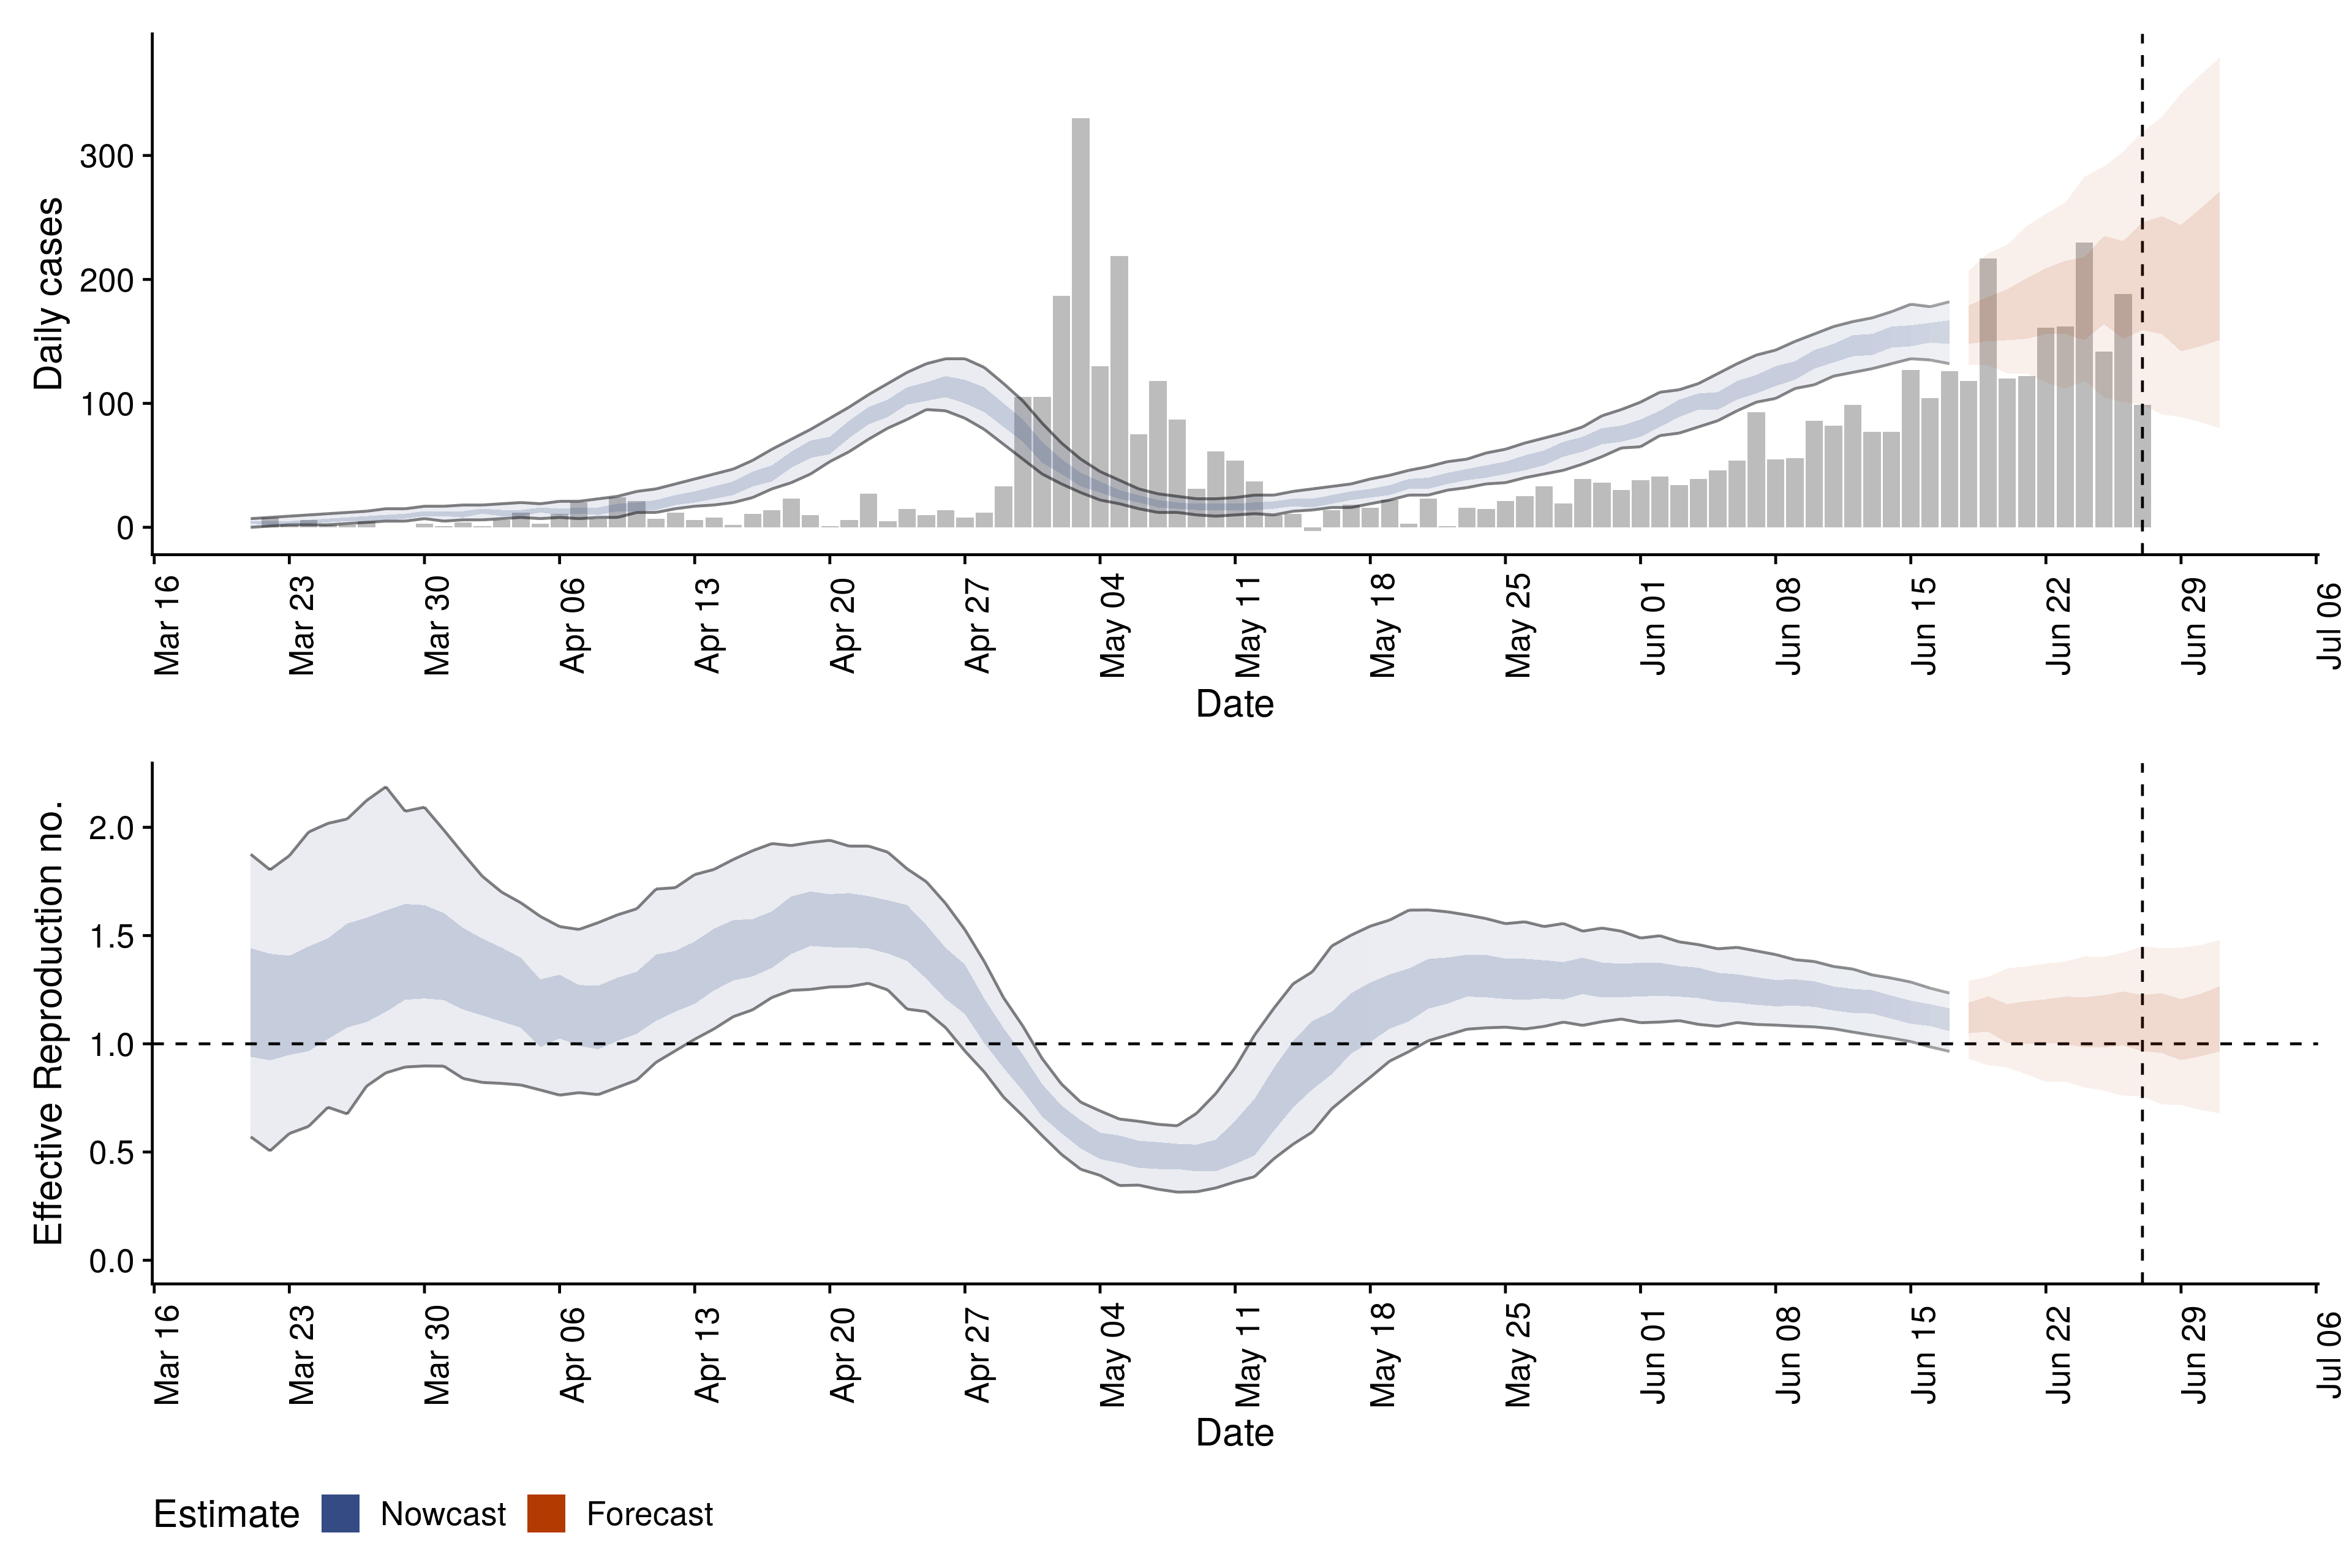 Daily cases
300
200
100
0
Mar 16
Mar 23
Mar 30
Apr 06
Apr 13
Apr 20
Apr 27
May 04
May 11
May 18
May 25
Jun 01
Jun 08
Jun 15
Jun 22
Jun 29
Jul 06
Date
Effective Reproduction no.
2.0
1.5
1.0
0.5
0.0
Mar 16
Mar 23
Mar 30
Apr 06
Apr 13
Apr 20
Apr 27
May 04
May 11
May 18
May 25
Jun 01
Jun 08
Jun 15
Jun 22
Jun 29
Jul 06
Date
Estimate Nowcast Forecast